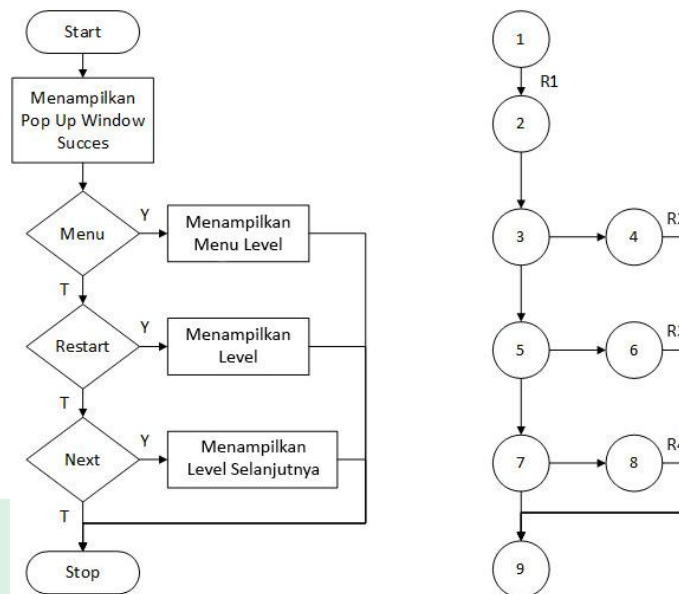 Start
Menampilkan
Pop Up Window
Succes
Menu
Y
Menampilkan
Menu Level
T
Restart
Y
Menampilkan
Level
T
Next
Y
Menampilkan
Level Selanjutnya
T
Stop
1
R1
2
3
4
5
6
7
8
R4
9